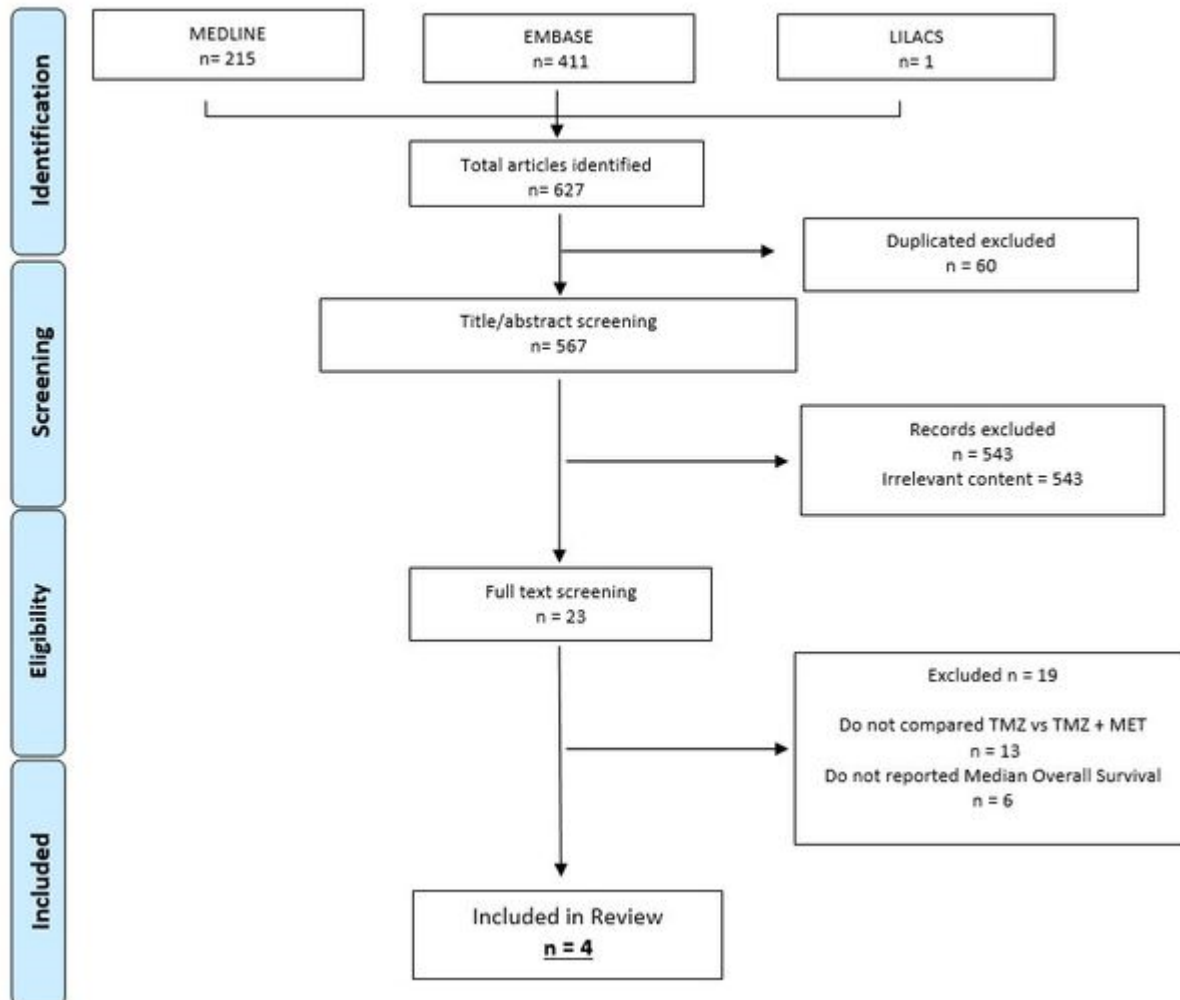 Identification
MEDLINE
n= 215
EMBASE
n= 411
LILACS
n= 1
Total articles identified
n= 627
Duplicated excluded
n = 60
Screening
Title/abstract screening
n= 567
Records excluded
n = 543
Irrelevant content = 543
Eligibility
Full text screening
n = 23
Excluded n = 19
Do not compared TMZ vs TMZ + MET
n = 13
Do not reported Median Overall Survival
n = 6
Included
Included in Review
n = 4